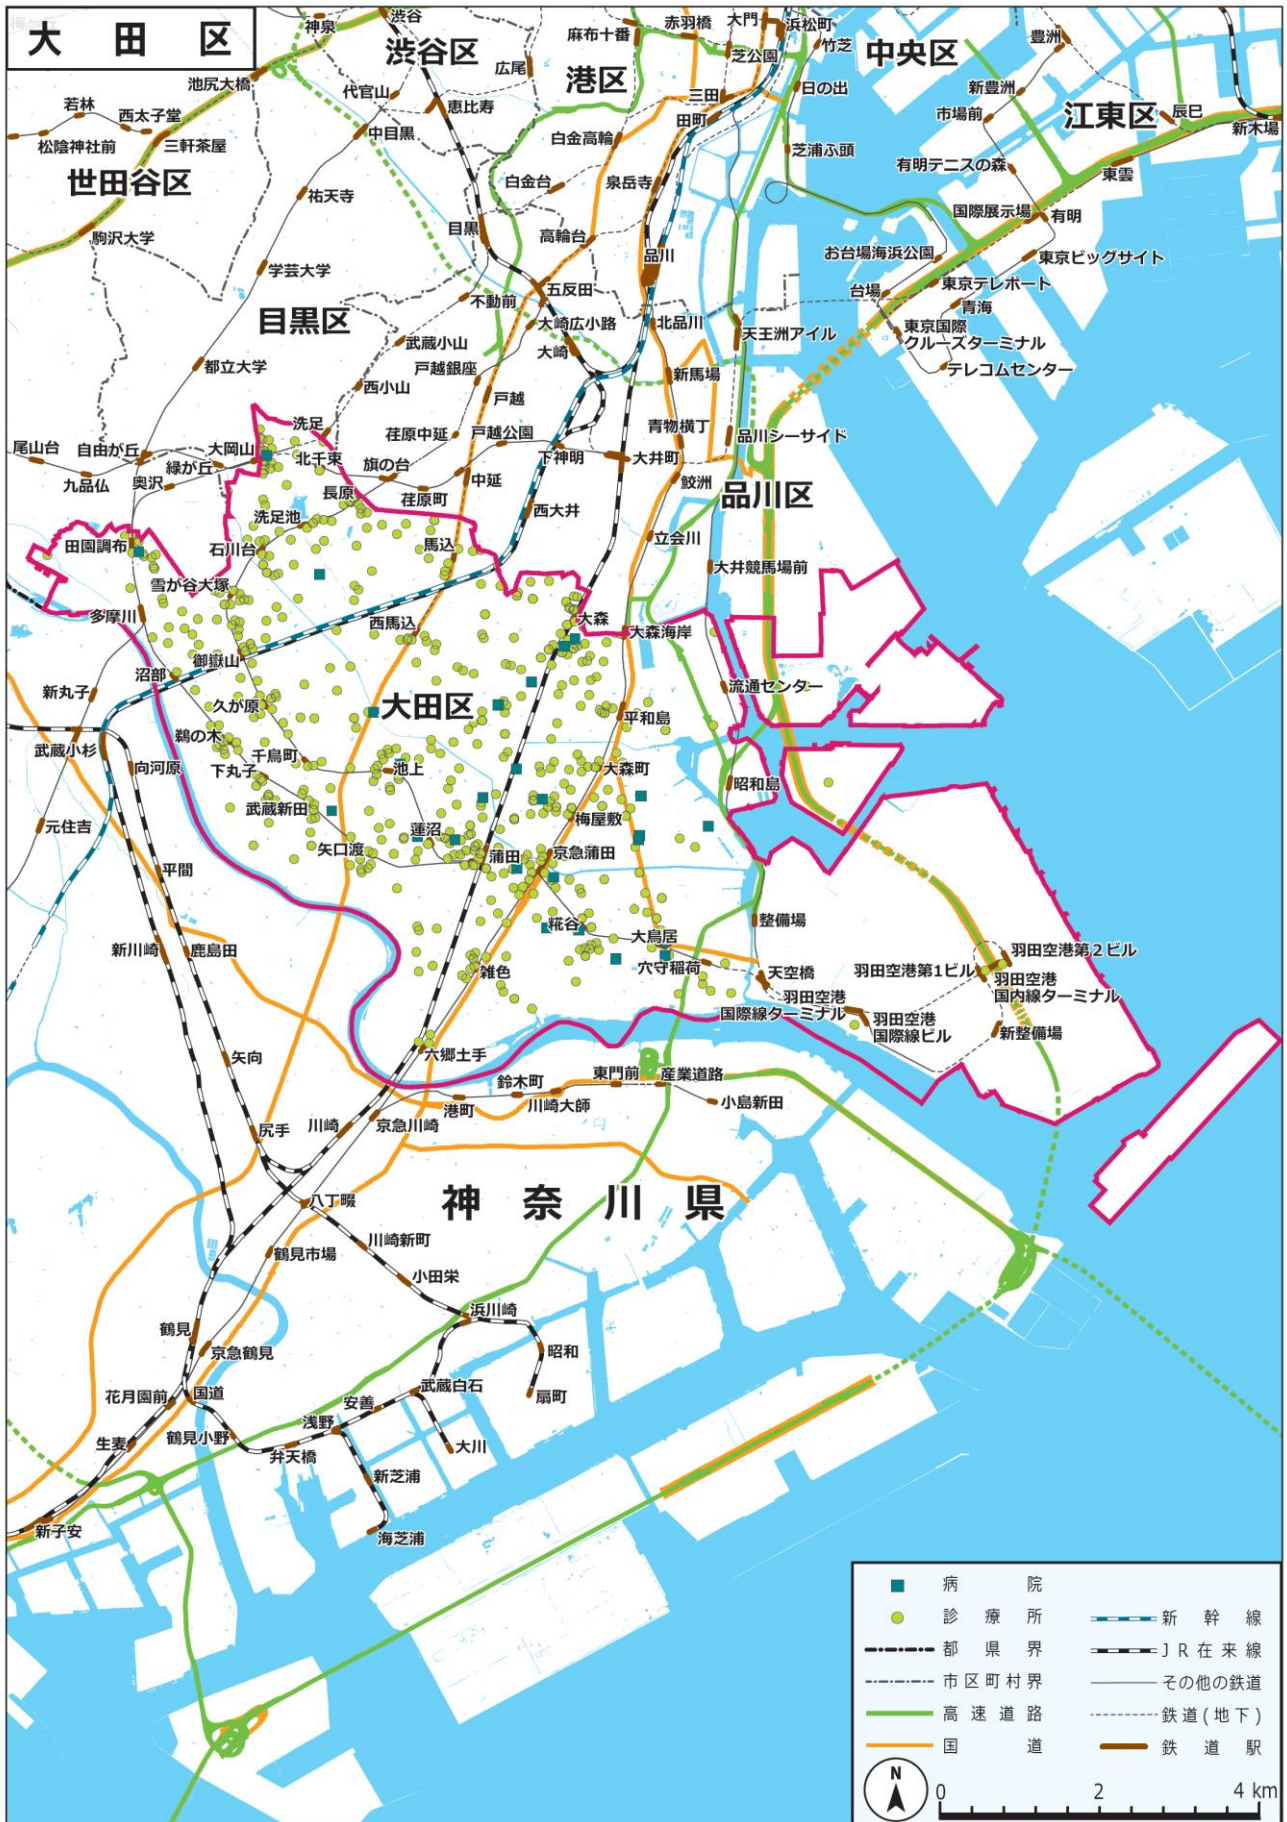 大田区
神泉
渋谷
渋谷区
麻布十番
赤羽橋
大門
浜松町
竹芝
中央区
豊洲
港区
芝公園
広尾
池尻大橋
代官山
恵比寿
三田
日の出
新豊洲
若林
西太子堂
田町
市場前
江東区
辰巳
新木場
松陰神社前
三軒茶屋
中目黒
白金高輪
芝浦ふ頭
有明テニスの森
東雲
世田谷区
祐天寺
白金台
泉岳寺
国際展示場
有明
駒沢大学
目黒
高輪台
品川
お台場海浜公園
東京ビッグサイト
学芸大学
不動前
五反田
台場
東京テレポート
青海
目黒区
大崎広小路
北品川
天王洲アイル
東京国際
クルーズターミナル
テレコムセンター
武蔵小山
大崎
都立大学
戸越銀座
西小山
戸越
新馬場
洗足
荏原中延
戸越公園
青物横丁
品川シーサイド
尾山台
自由が丘
大岡山
北千束
旗の台
下神明
大井町
九品仏
奥沢
緑が丘
長原
荏原町
中延
鮫洲
品川区
洗足池
西大井
田園調布
石川台
馬込
立会川
雪が谷大塚
大井競馬場前
多摩川
西馬込
大森
大森海岸
沼部
御嶽山
新丸子
久が原
大田区
平和島
流通センター
武蔵小杉
鵜の木
千鳥町
向河原
下丸子
池上
大森町
昭和島
元住吉
武蔵新田
蓮沼
梅屋敷
矢口渡
蒲田
京急蒲田
平間
糀谷
整備場
新川崎
鹿島田
大鳥居
羽田空港第2ビル
雑色
穴守稲荷
天空橋
羽田空港第1ビル
羽田空港
国内線ターミナル
羽田空港
国際線ターミナル
羽田空港
国際線ビル
新整備場
矢向
六郷土手
鈴木町
東門前
産業道路
尻手
川崎
京急川崎
港町
川崎大師
小島新田
神奈川県
八丁畷
川崎新町
鶴見市場
小田栄
浜川崎
鶴見
京急鶴見
昭和
花月園前
国道
安善
武蔵白石
扇町
生麦
鶴見小野
浅野
弁天橋
大川
新芝浦
新子安
海芝浦
病院
診療所
新幹線
都県界
JR在来線
市区町村界
その他の鉄道
高速道路
鉄道(地下)
国道
鉄道駅
N
0 2 4 km